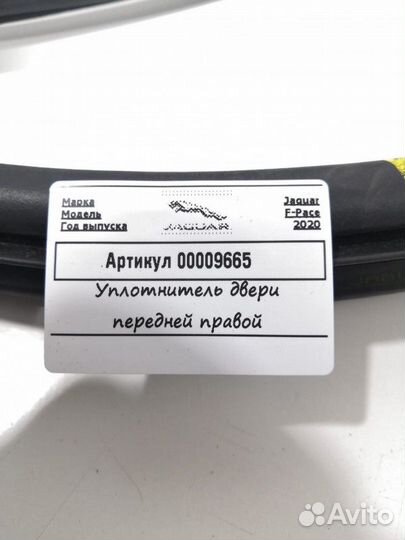 Марка Jaguar
Модель F-Pace
Год выпуска 2020
JAGUAR
Артикул 00009665
Уплотнитель двери
передней правой
Avito